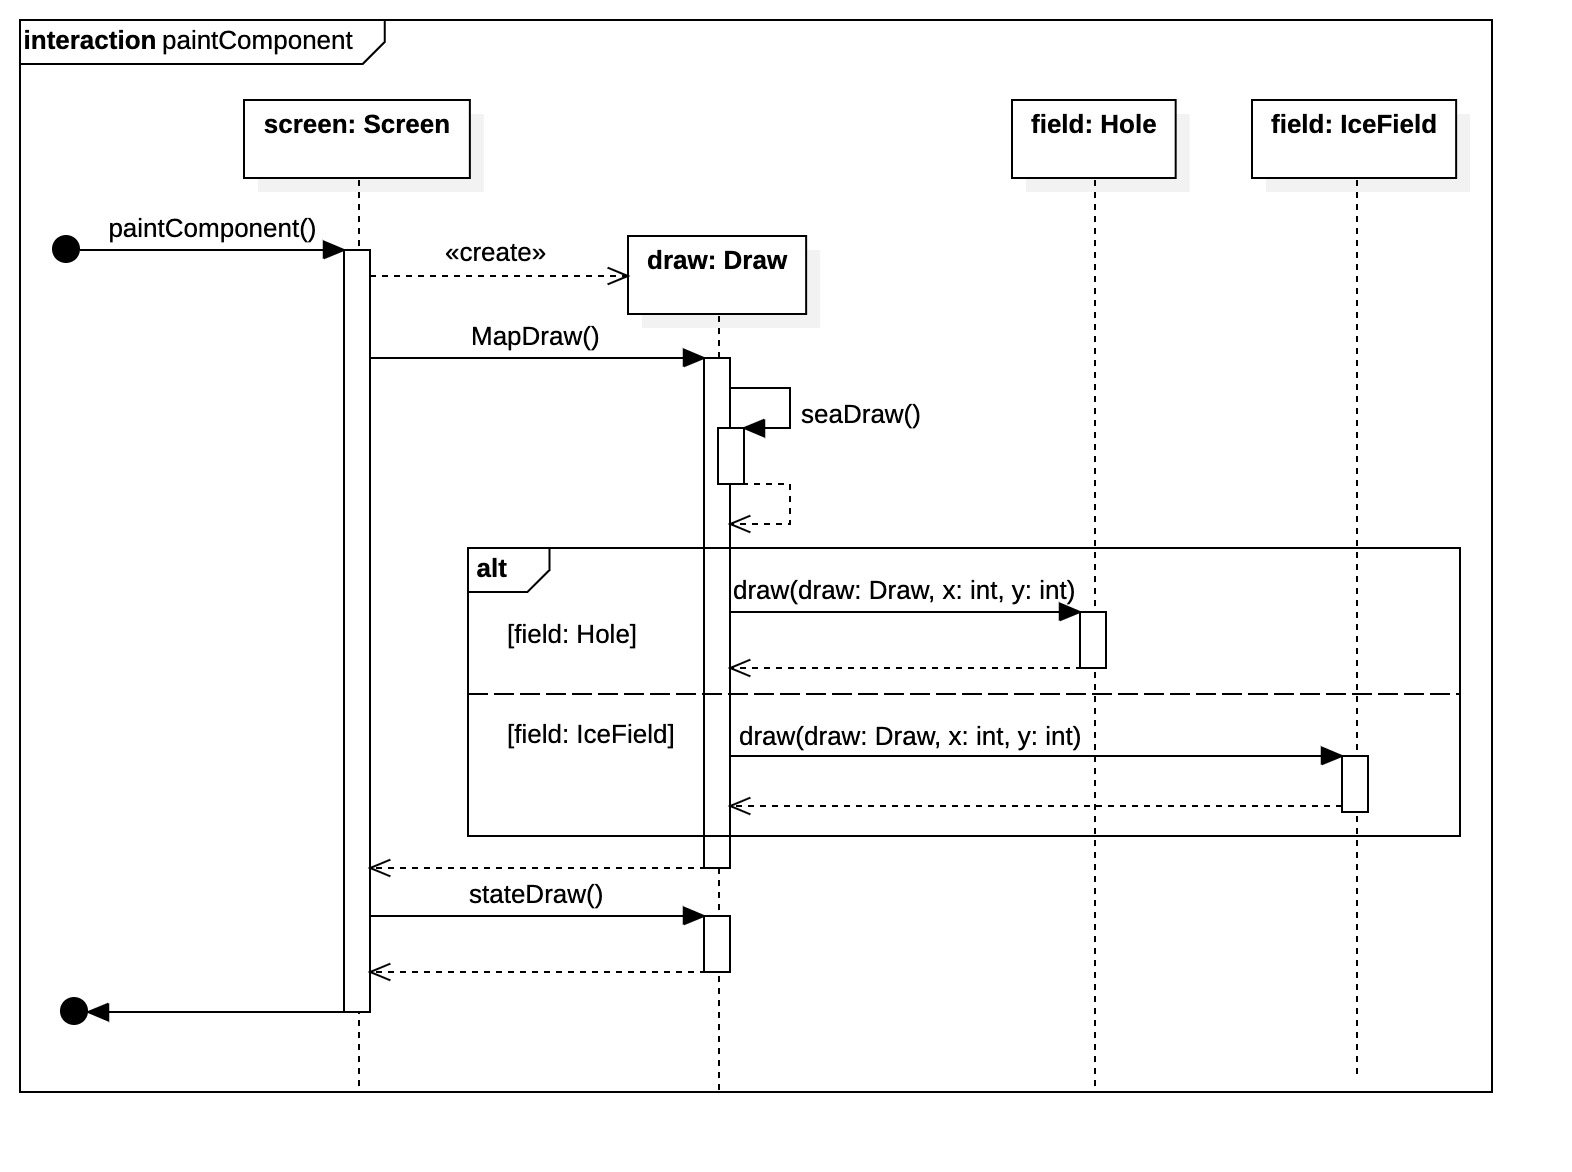 interaction paintComponent
screen: Screen
field: Hole
field: IceField
paintComponent()
«create»
draw: Draw
MapDraw()
seaDraw()
alt
draw(draw: Draw, x: int, y: int)
[field: Hole]
[field: IceField]
draw(draw: Draw, x: int, y: int)
stateDraw()